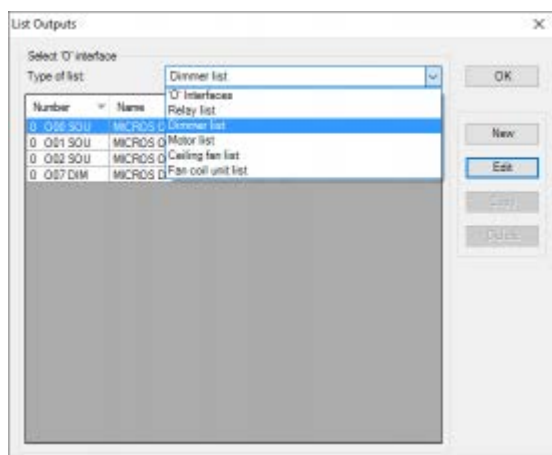 List Outputs
Select 'O' interface
Type of list: Dimmer list
OK
'O' Interfaces
Relay list
Dimmer list
Motor list
Ceiling fan list
Fan coil unit list
Number Name
0 O00 SOU MICROS O
0 O01 SOU MICROS O
0 O02 SOU MICROS O
0 O07 DIM MICROS D
New
Edit
Copy
Delete